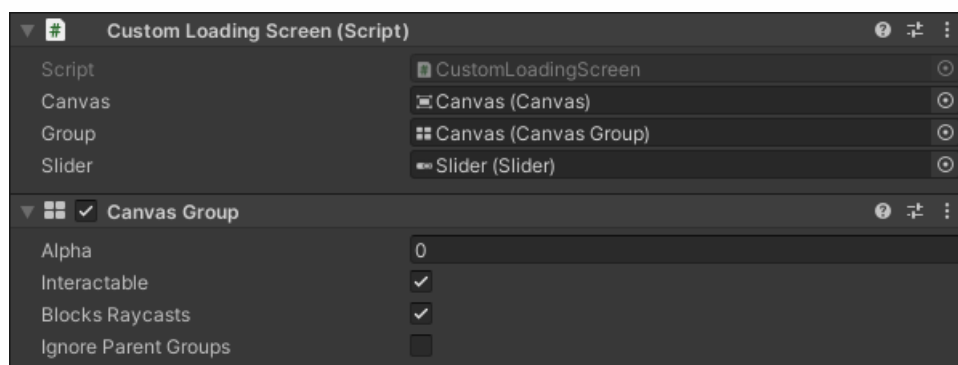 Custom Loading Screen (Script)
Script CustomLoadingScreen
Canvas Canvas (Canvas)
Group Canvas (Canvas Group)
Slider Slider (Slider)
Canvas Group
Alpha 0
Interactable
Blocks Raycasts
Ignore Parent Groups